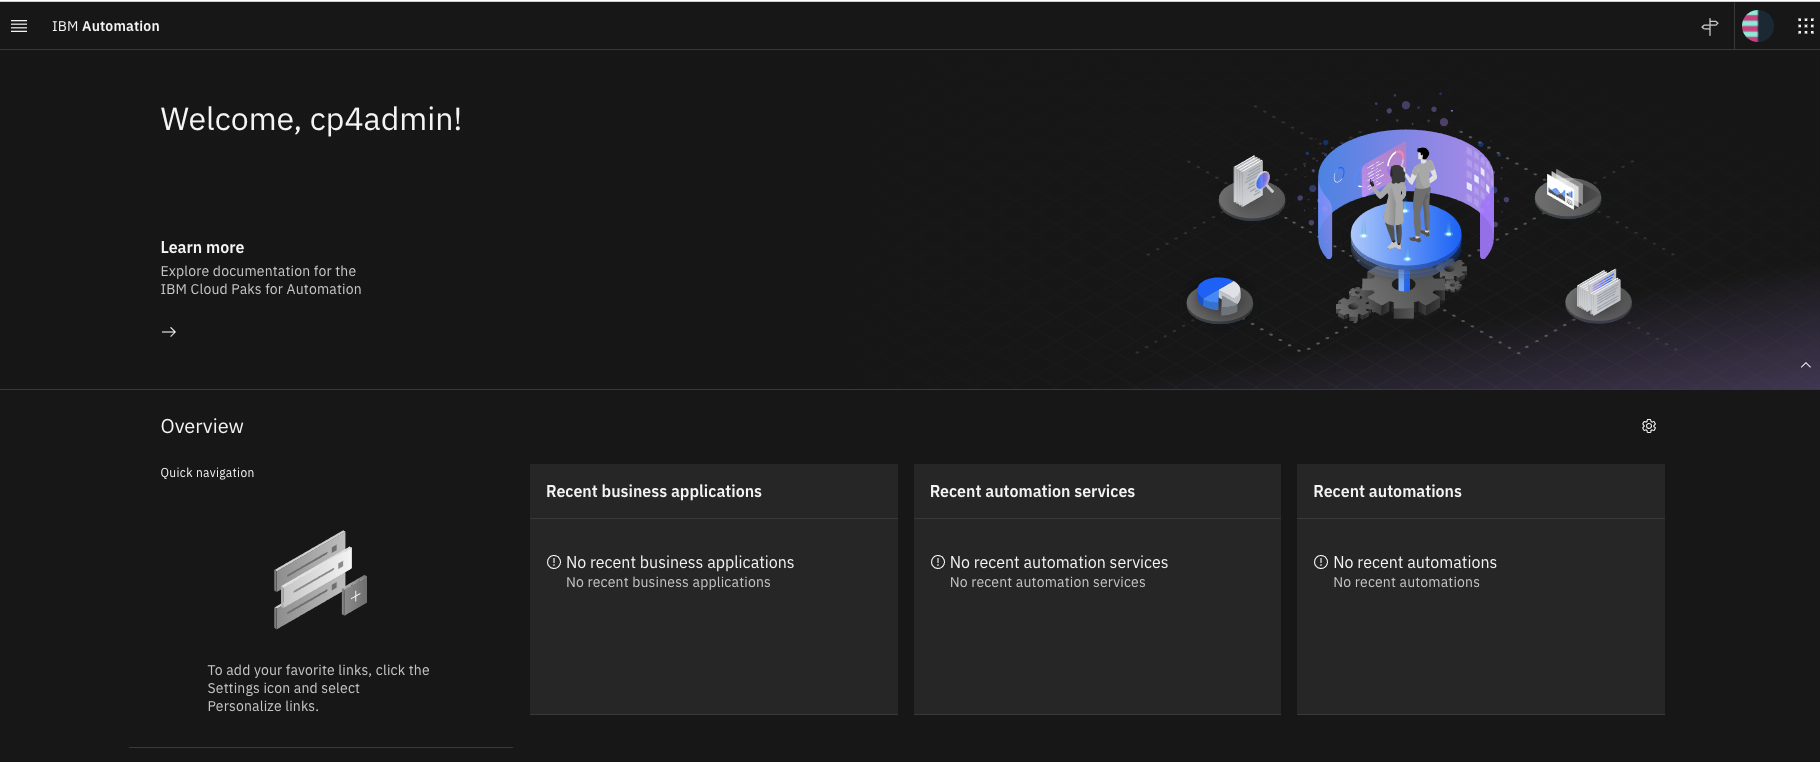 IBM Automation
Welcome, cp4admin!
Learn more
Explore documentation for the
IBM Cloud Paks for Automation
Overview
Quick navigation
To add your favorite links, click the
Settings icon and select
Personalize links.
Recent business applications
No recent business applications
No recent business applications
Recent automation services
No recent automation services
No recent automation services
Recent automations
No recent automations
No recent automations